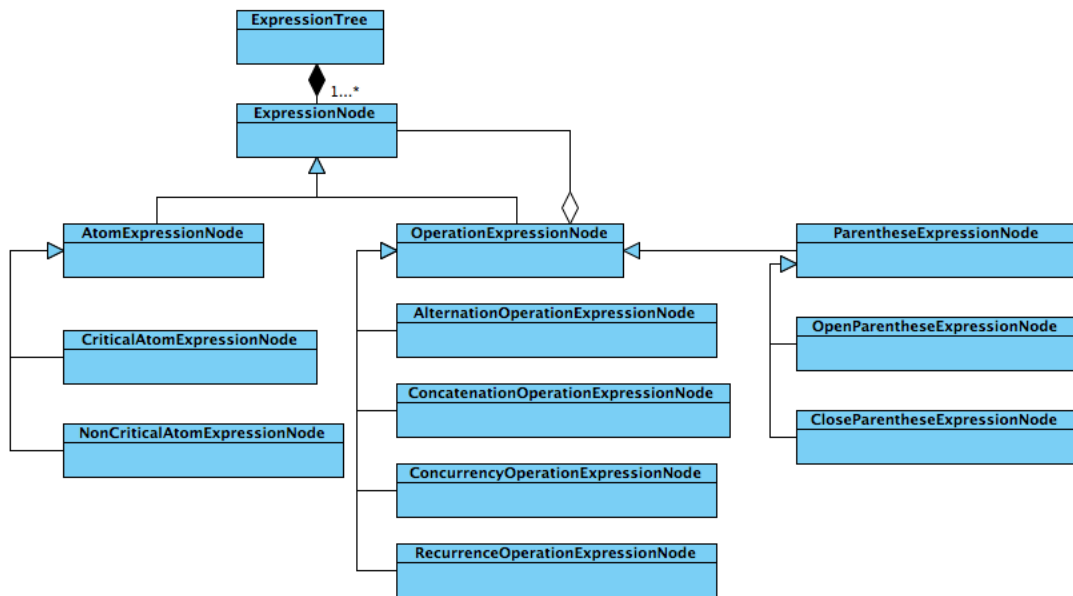 ExpressionTree
1...*
ExpressionNode
AtomExpressionNode
OperationExpressionNode
ParentheseExpressionNode
CriticalAtomExpressionNode
AlternationOperationExpressionNode
OpenParentheseExpressionNode
NonCriticalAtomExpressionNode
ConcatenationOperationExpressionNode
CloseParentheseExpressionNode
ConcurrencyOperationExpressionNode
RecurrenceOperationExpressionNode